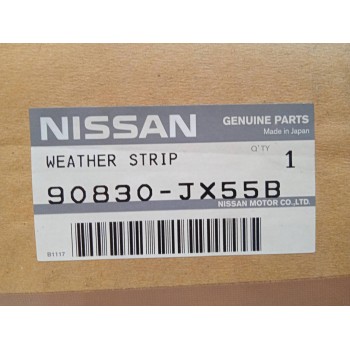 NISSAN
GENUINE PARTS
Made in Japan
WEATHER STRIP
Q'TY 1
90830-JX55B
NISSAN MOTOR CO.,LTD.
B1117